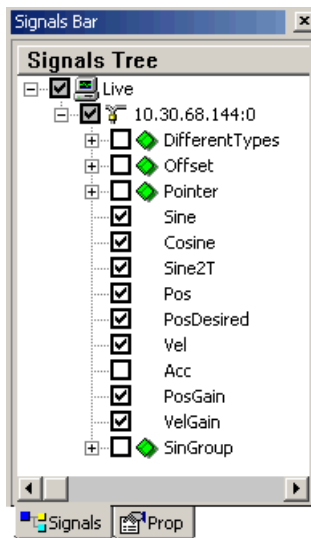 Signals Bar
Signals Tree
Live
10.30.68.144:0
DifferentTypes
Offset
Pointer
Sine
Cosine
Sine2T
Pos
PosDesired
Vel
Acc
PosGain
VelGain
SinGroup
Signals Prop